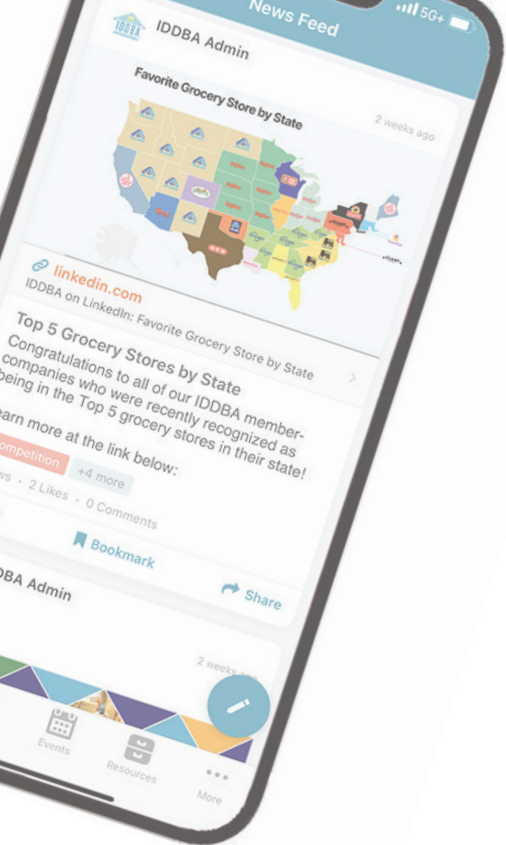 News Feed
5G+
IDDBA
IDDBA Admin
2 weeks ago
Favorite Grocery Store by State
linkedin.com
IDDBA on LinkedIn: Favorite Grocery Store by State
Top 5 Grocery Stores by State
Congratulations to all of our IDDBA member-
companies who were recently recognized as
being in the Top 5 grocery stores in their state!
earn more at the link below:
ompetition
+4 more
ws • 2 Likes • 0 Comments
Bookmark
Share
DBA Admin
2 weeks ago
Events
Resources
More